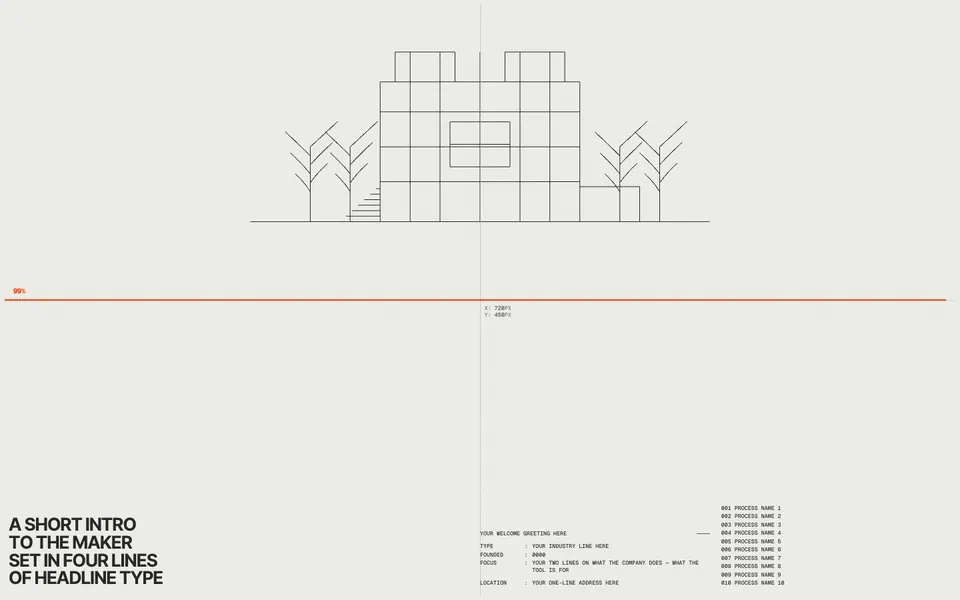 99%
X: 720PX
Y: 450PX
A SHORT INTRO
TO THE MAKER
SET IN FOUR LINES
OF HEADLINE TYPE
YOUR WELCOME GREETING HERE
TYPE : YOUR INDUSTRY LINE HERE
FOUNDED : 0000
FOCUS : YOUR TWO LINES ON WHAT THE COMPANY DOES — WHAT THE
TOOL IS FOR
LOCATION : YOUR ONE-LINE ADDRESS HERE
001 PROCESS NAME 1
002 PROCESS NAME 2
003 PROCESS NAME 3
004 PROCESS NAME 4
005 PROCESS NAME 5
006 PROCESS NAME 6
007 PROCESS NAME 7
008 PROCESS NAME 8
009 PROCESS NAME 9
010 PROCESS NAME 10